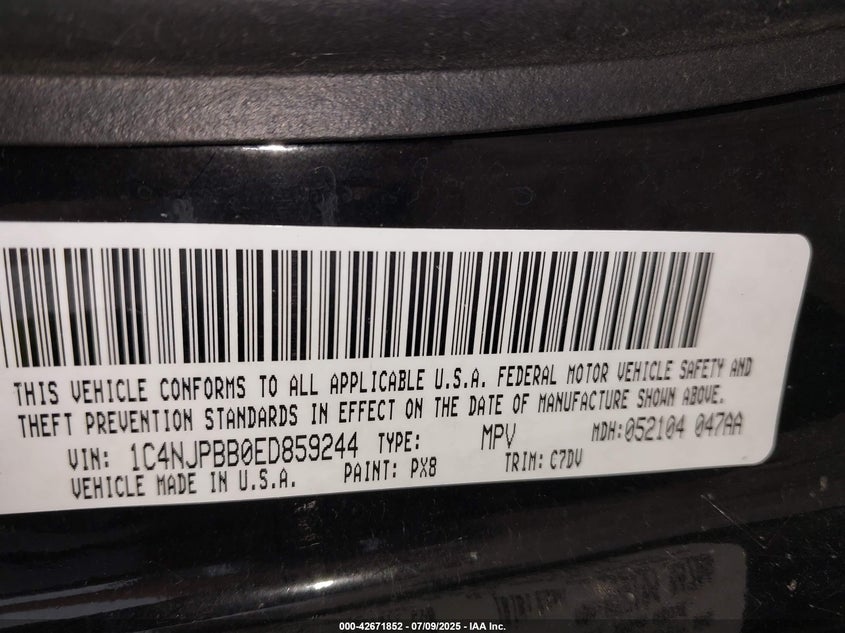 THIS VEHICLE CONFORMS TO ALL APPLICABLE U.S.A. FEDERAL MOTOR VEHICLE SAFETY AND
THEFT PREVENTION STANDARDS IN EFFECT ON THE DATE OF MANUFACTURE SHOWN ABOVE.
VIN: 1C4NJPBB0ED859244 TYPE: MPV MDH:052104 047AA
VEHICLE MADE IN U.S.A. PAINT: PX8 TRIM: C7DV
000-42671852 / 07/09/2025 - IAA Inc.